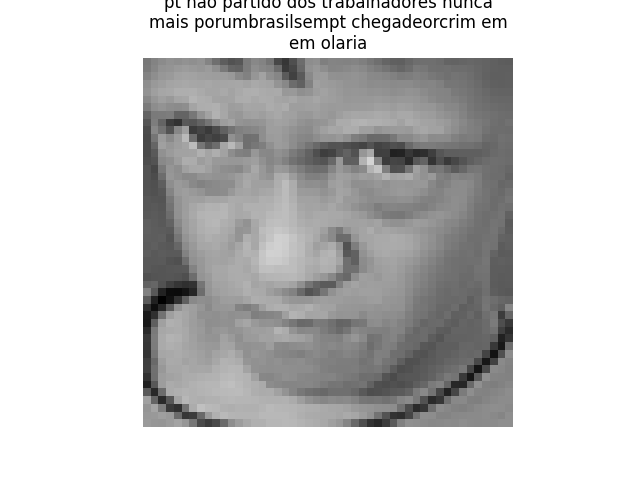 pt não partido dos trabalhadores nunca
mais porumbrasilsempt chegadeorcrim em
em olaria